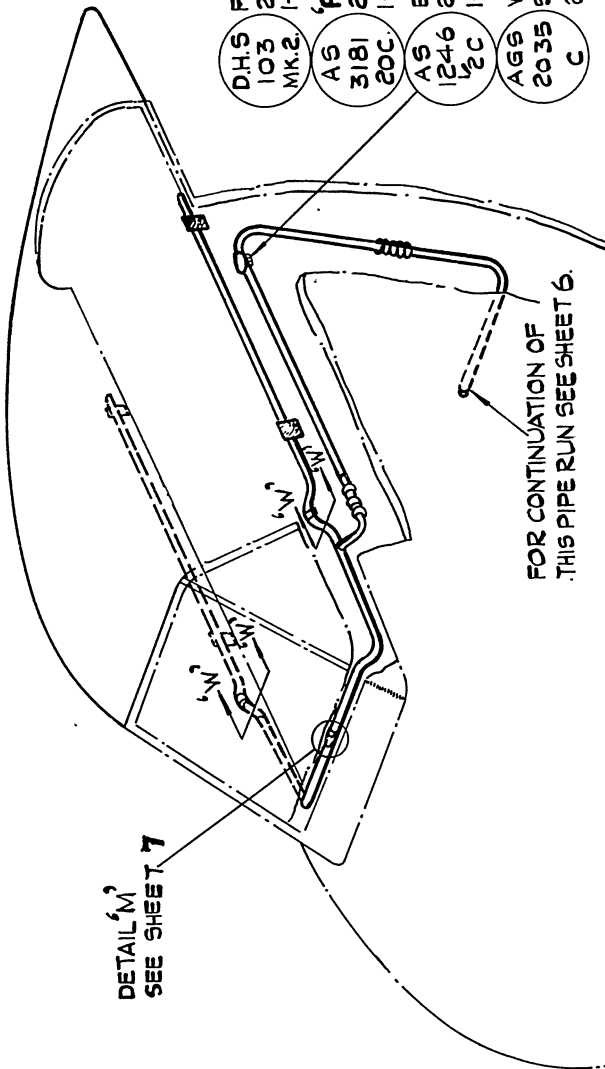 DETAIL 'M'
SEE SHEET 7
'W'
'W'
'W'
'W'
FOR CONTINUATION OF
THIS PIPE RUN SEE SHEET 6.
D.H.S
103
MK.2.
AS
3181
20C.
AS
1246
1/2C
AGS
2035
C